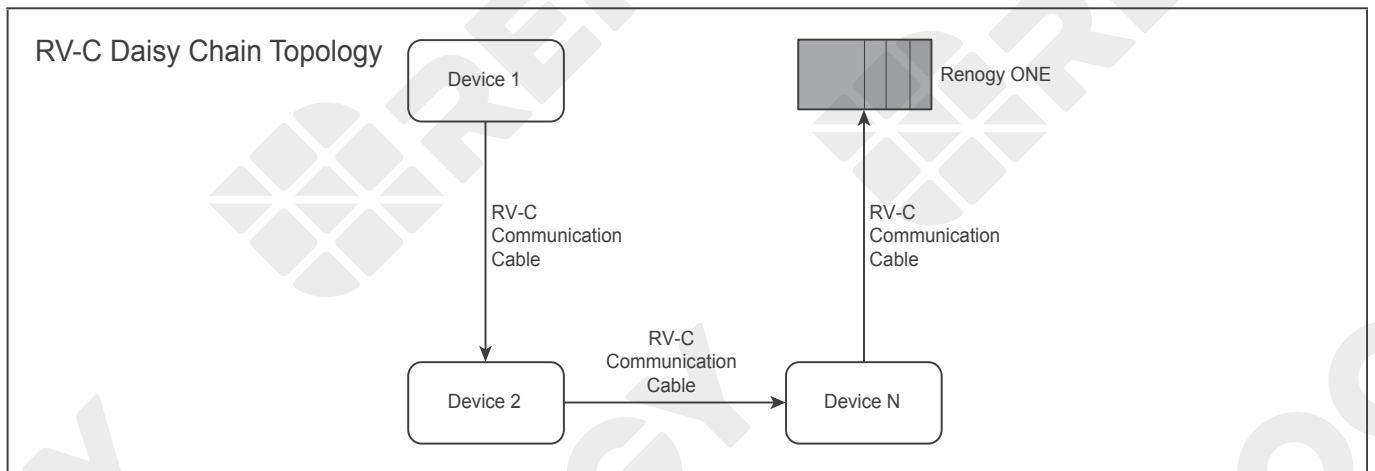 RV-C Daisy Chain Topology
Device 1
Renogy ONE
RV-C
Communication
Cable
RV-C
Communication
Cable
RV-C
Communication
Cable
Device 2
Device N